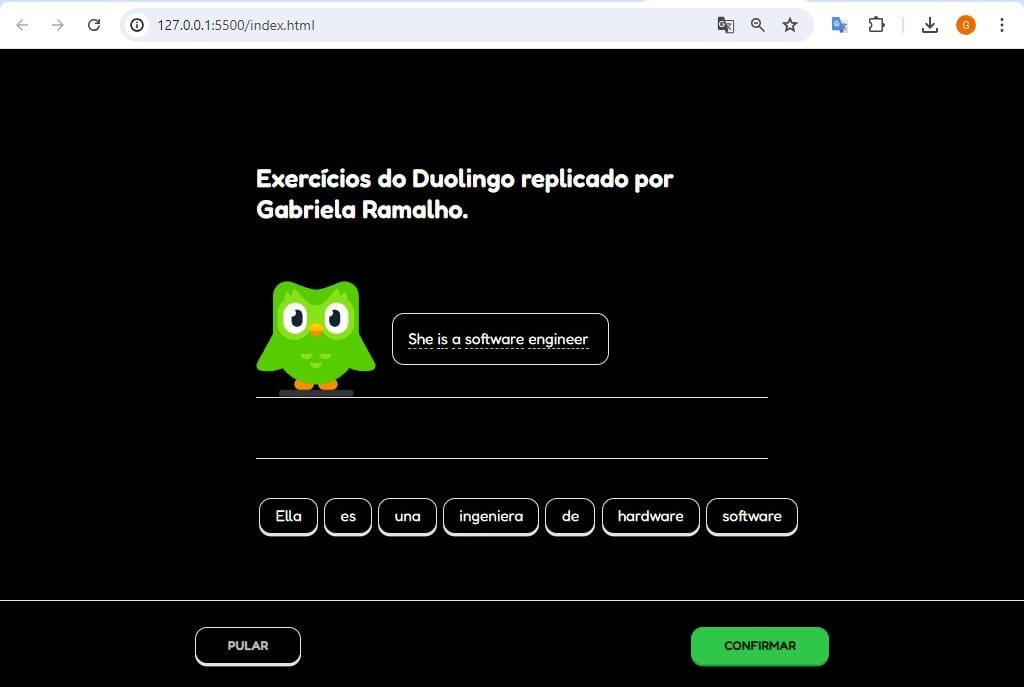 127.0.0.1:5500/index.html
G
Exercícios do Duolingo replicado por
Gabriela Ramalho.
She is a software engineer
Ella es una ingeniera de hardware software
PULAR CONFIRMAR